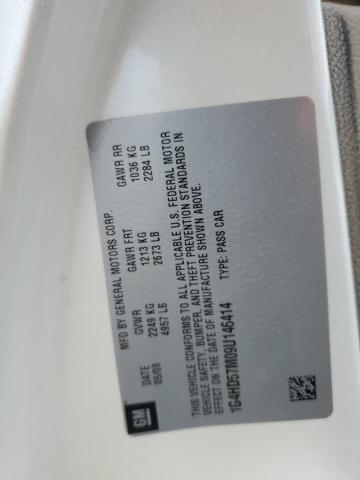 MFD BY GENERAL MOTORS CORP.
DATE GVWR GAWR FRT GAWR RR
05/09 2249 KG 1213 KG 1036 KG
4957 LB 2673 LB 2284 LB
THIS VEHICLE CONFORMS TO ALL APPLICABLE U.S. FEDERAL MOTOR
VEHICLE SAFETY, BUMPER, AND THEFT PREVENTION STANDARDS IN
EFFECT ON THE DATE OF MANUFACTURE SHOWN ABOVE.
1G4HD57M09U146414 TYPE: PASS CAR
GM